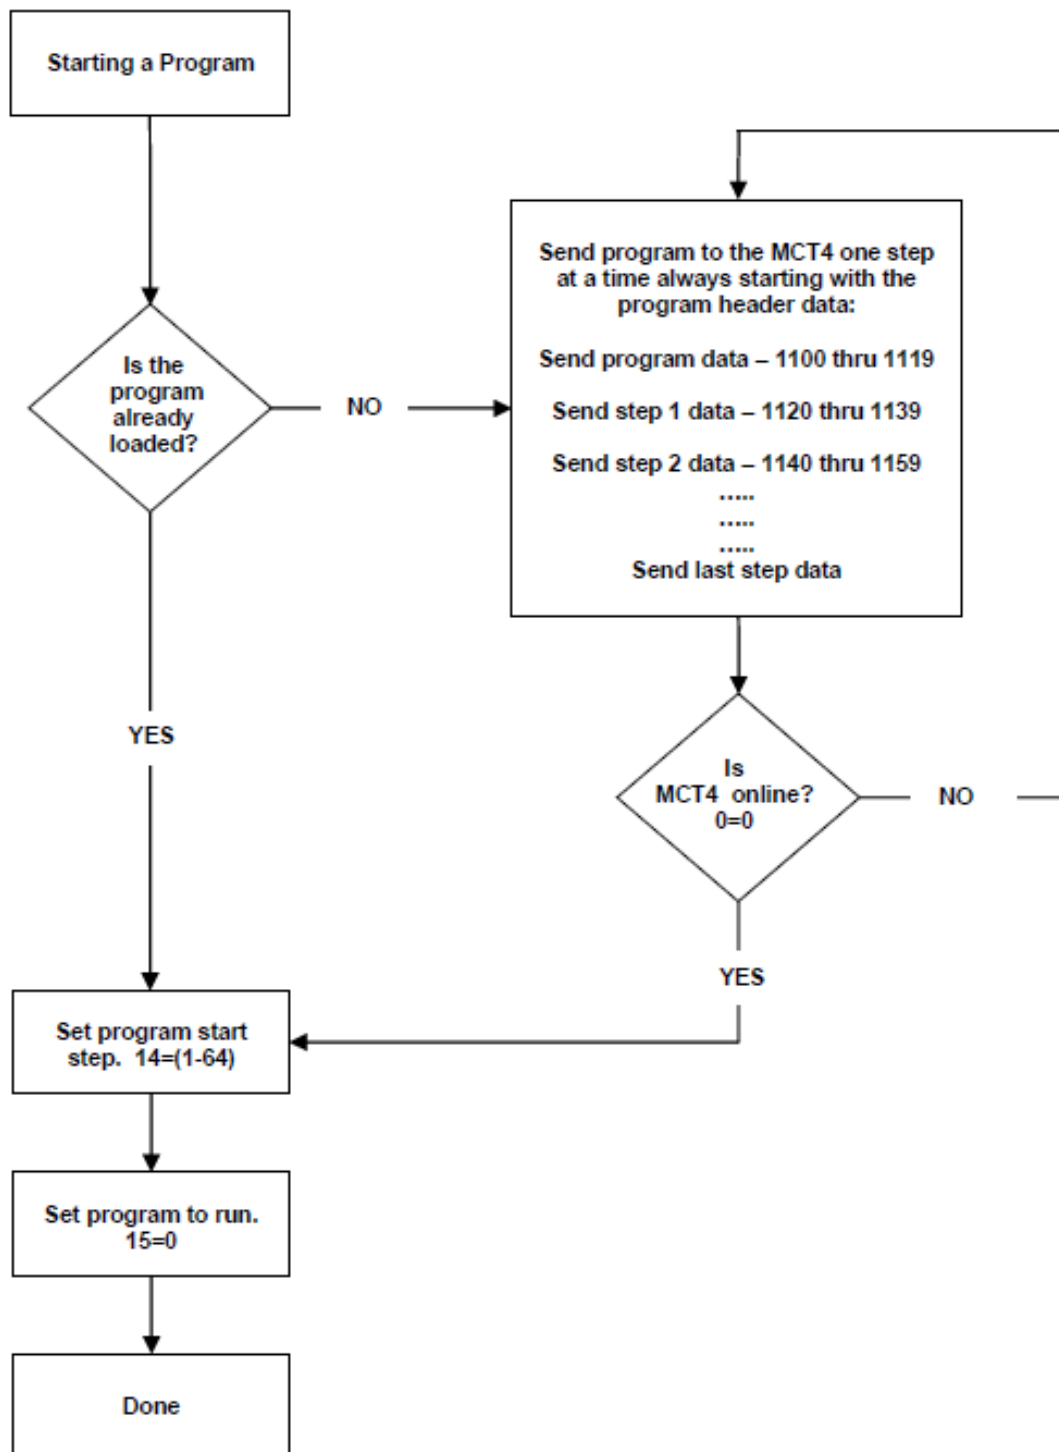 Starting a Program
Is the
program
already
loaded?
NO
YES
Send program to the MCT4 one step
at a time always starting with the
program header data:
Send program data – 1100 thru 1119
Send step 1 data – 1120 thru 1139
Send step 2 data – 1140 thru 1159
.....
.....
.....
Send last step data
Is
MCT4 online?
0=0
NO
YES
Set program start
step. 14=(1-64)
Set program to run.
15=0
Done